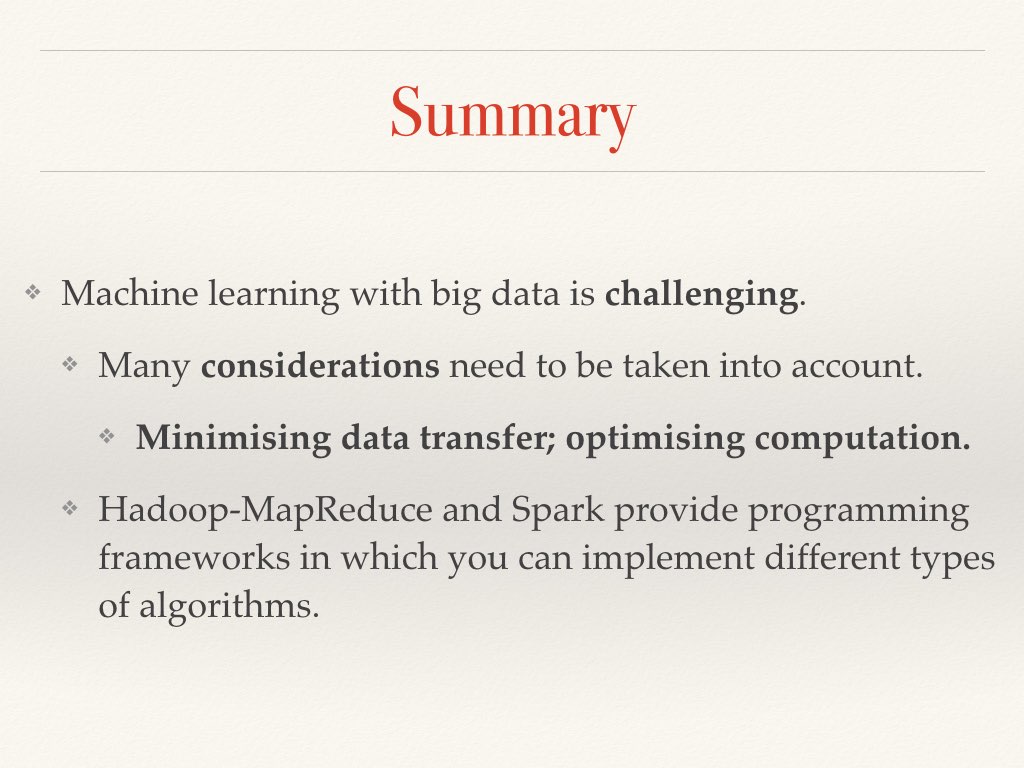 Summary
❖ Machine learning with big data is challenging.
❖ Many considerations need to be taken into account.
❖ Minimising data transfer; optimising computation.
❖ Hadoop-MapReduce and Spark provide programming
frameworks in which you can implement different types
of algorithms.